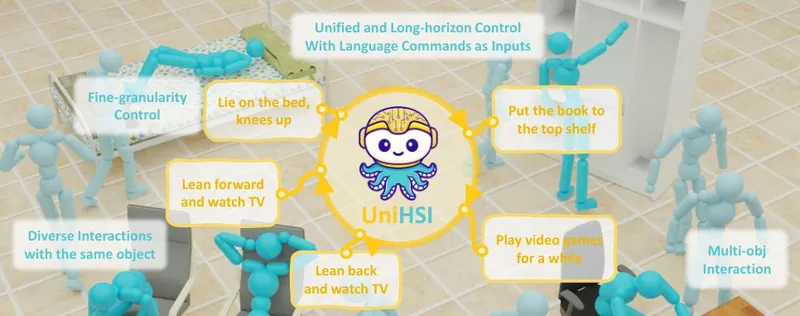 Unified and Long-horizon Control
With Language Commands as Inputs
Fine-granularity
Control
Lie on the bed,
knees up
Put the book to
the top shelf
Lean forward
and watch TV
UniHSI
Diverse Interactions
with the same object
Lean back
and watch TV
Play video games
for a while
Multi-obj
Interaction